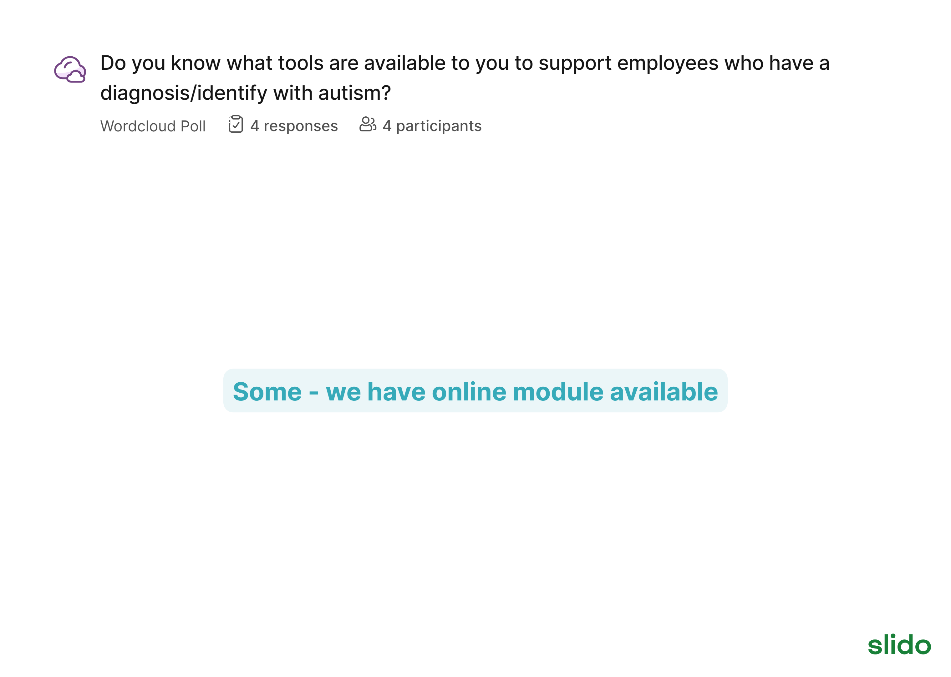 Do you know what tools are available to you to support employees who have a
diagnosis/identify with autism?
Wordcloud Poll 4 responses 4 participants
Some - we have online module available
slido